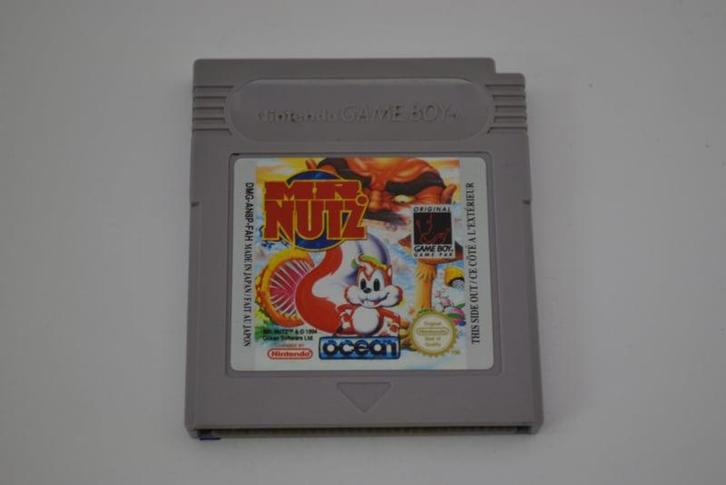 Nintendo GAME BOY
MR.
NUTZ
ORIGINAL
GAME BOY
GAME PAK
DMG-ANBP-FAH MADE IN JAPAN / FAIT AU JAPON
THIS SIDE OUT / CE CÔTÉ À L'EXTÉRIEUR
MR. NUTZ™ & © 1994
Ocean Software Ltd.
LICENSED BY
Nintendo
ocean
Original
Nintendo
Seal of
Quality